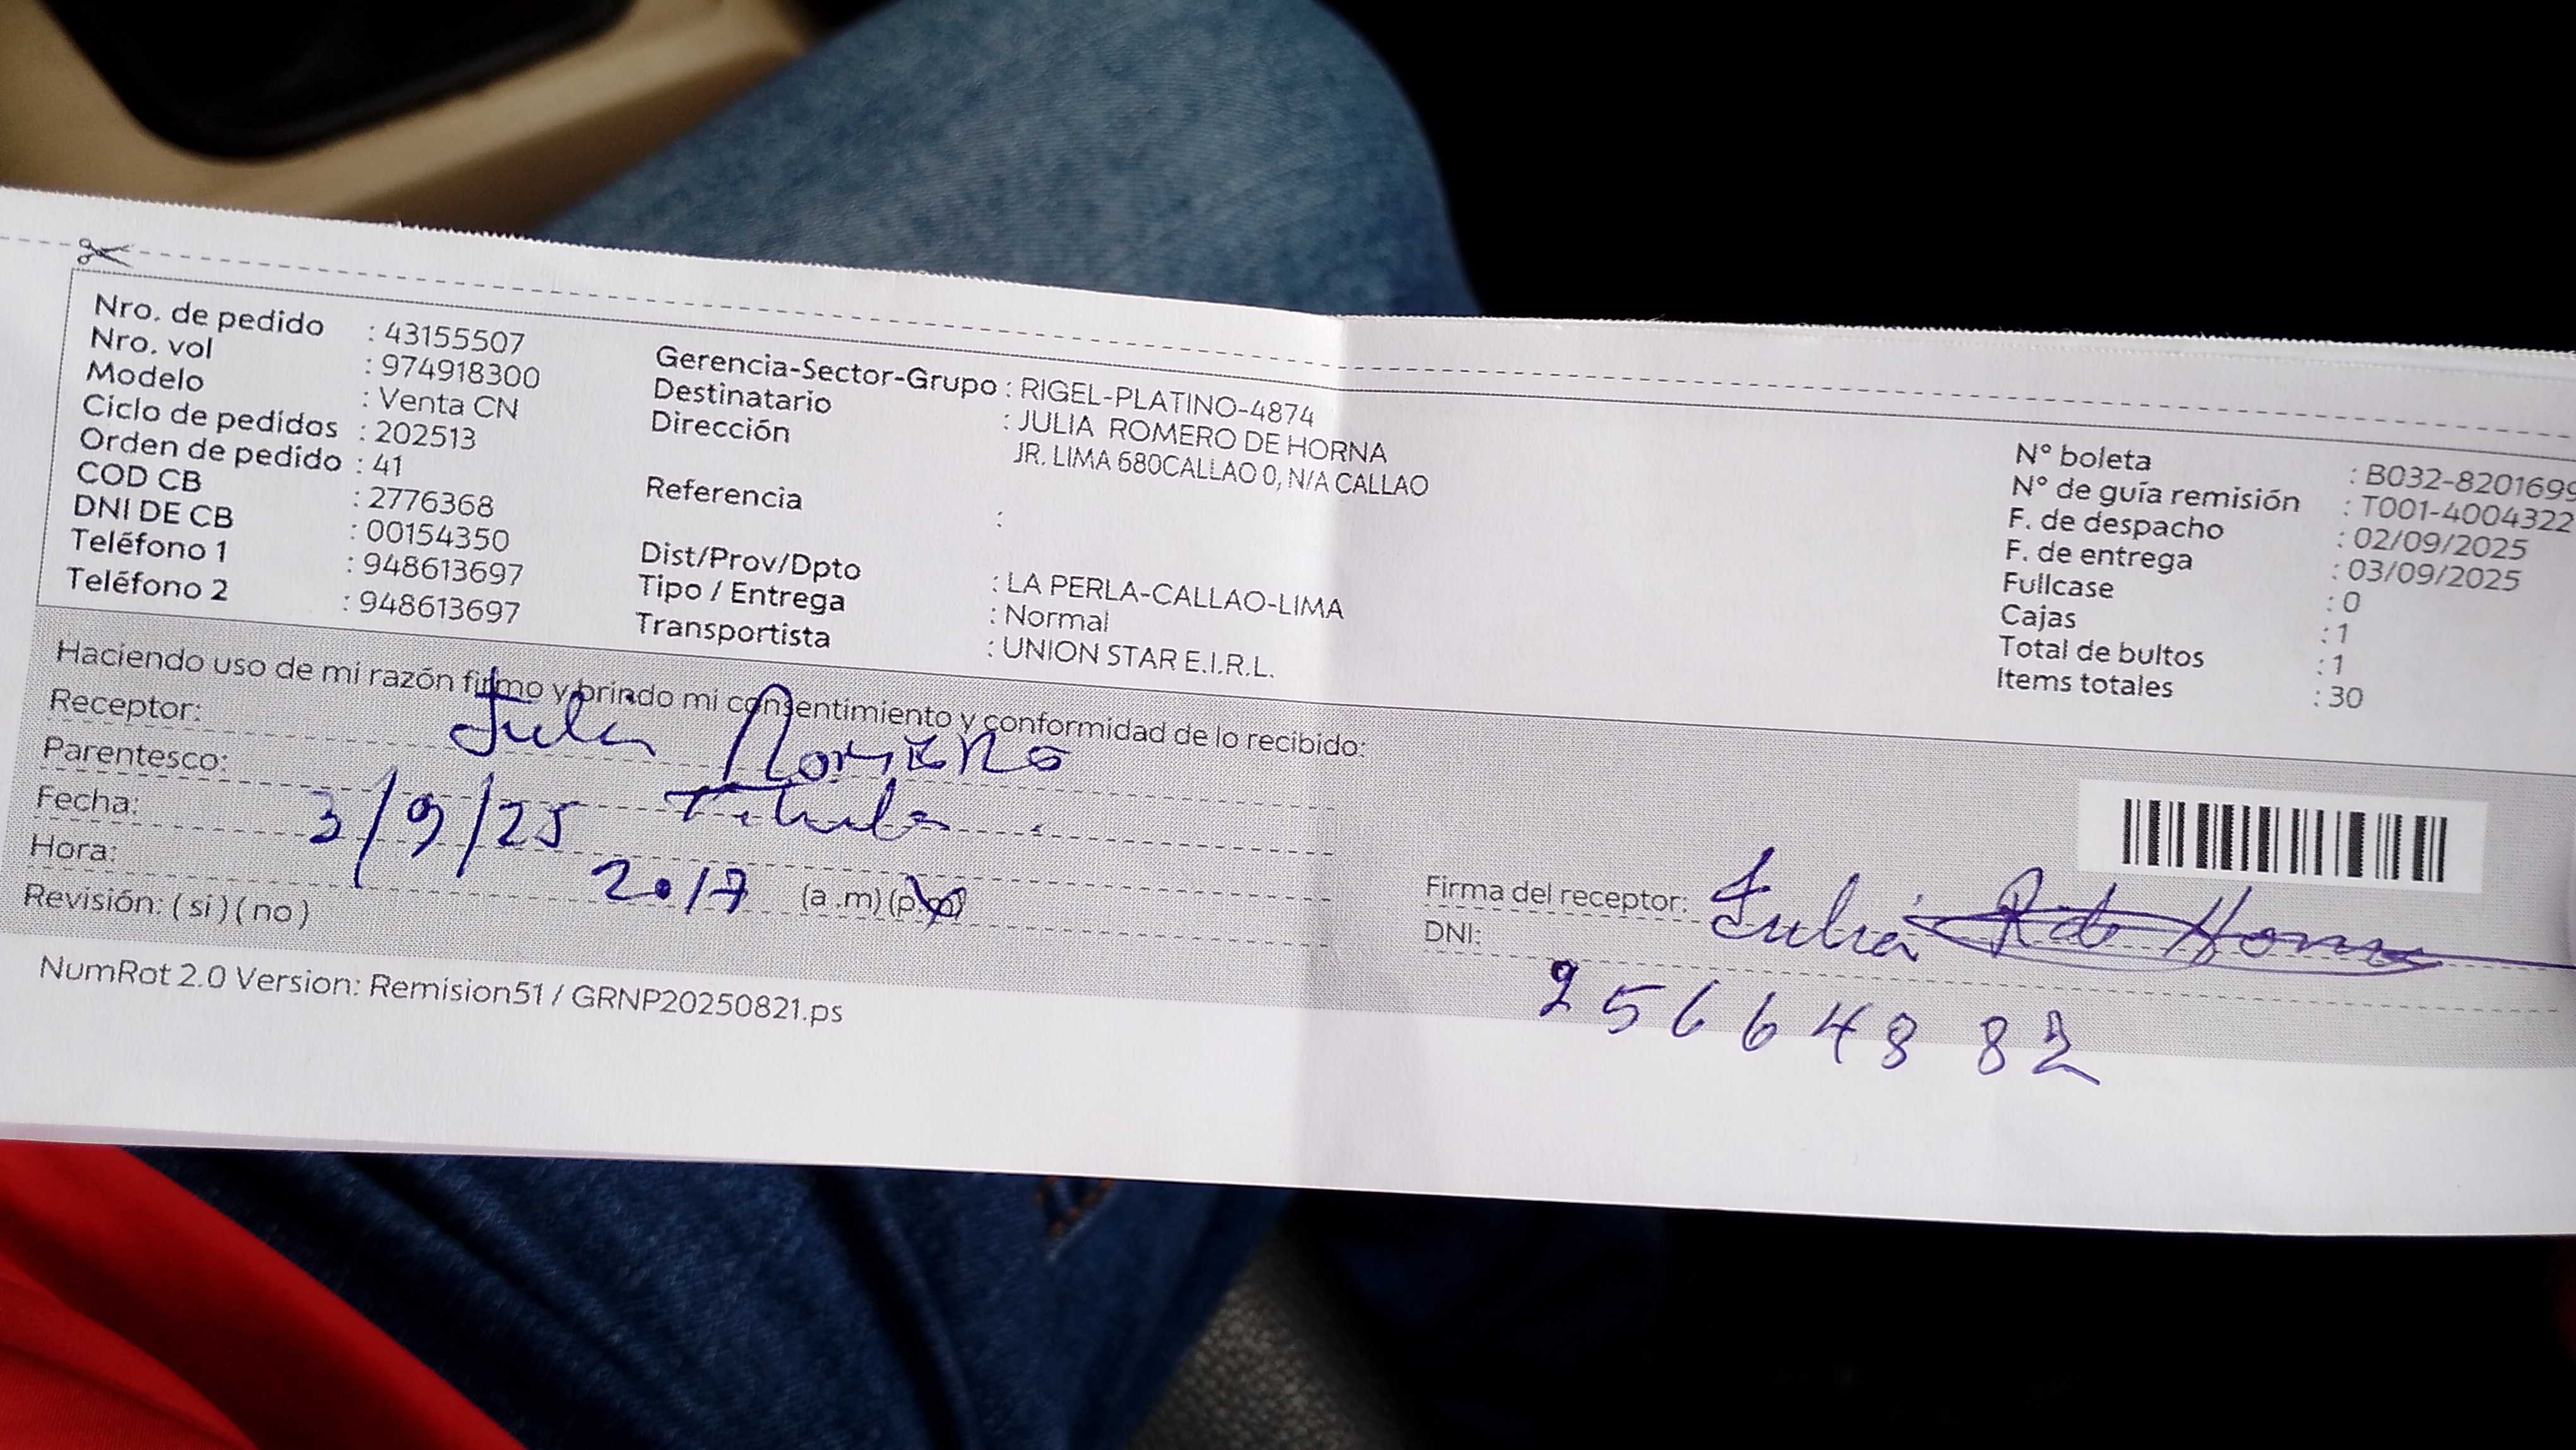 Nro. de pedido : 43155507
Nro. vol : 974918300
Modelo : Venta CN
Ciclo de pedidos : 202513
Orden de pedido : 41
COD CB : 2776368
DNI DE CB : 00154350
Teléfono 1 : 948613697
Teléfono 2 : 948613697
Gerencia-Sector-Grupo : RIGEL-PLATINO-4874
Destinatario : JULIA ROMERO DE HORNA
Dirección JR. LIMA 680CALLAO 0, N/A CALLAO
Referencia :
Dist/Prov/Dpto : LA PERLA-CALLAO-LIMA
Tipo / Entrega : Normal
Transportista : UNION STAR E.I.R.L.
N° boleta : B032-8201699
N° de guía remisión : T001-4004322
F. de despacho : 02/09/2025
F. de entrega : 03/09/2025
Fullcase : 0
Cajas : 1
Total de bultos : 1
Items totales : 30
Haciendo uso de mi razón firmo y brindo mi consentimiento y conformidad de lo recibido:
Receptor: Julia Romero
Parentesco: Titular
Fecha: 3/9/25
Hora: 2:17 (a.m) (p.m)
Revisión: ( si ) ( no )
Firma del receptor: Julia R de Horna
DNI: 25664882
NumRot 2.0 Version: Remision51 / GRNP20250821.ps